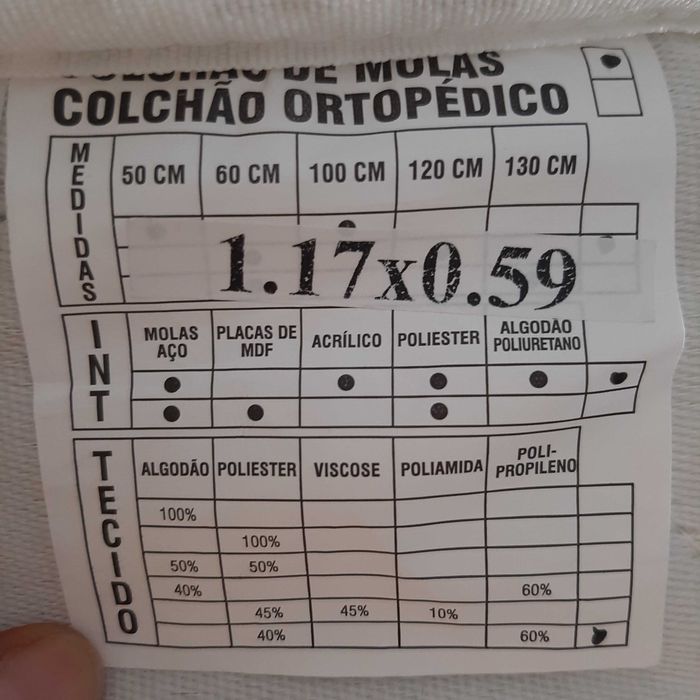 COLCHÃO DE MOLAS
COLCHÃO ORTOPÉDICO
MEDIDAS
50 CM 60 CM 100 CM 120 CM 130 CM
1.17x0.59
INT
MOLAS AÇO PLACAS DE MDF ACRÍLICO POLIESTER ALGODÃO POLIURETANO
TECIDO
ALGODÃO POLIESTER VISCOSE POLIAMIDA POLI-PROPILENO
100%
100%
50% 50%
40% 60%
45% 45% 10%
40% 60%